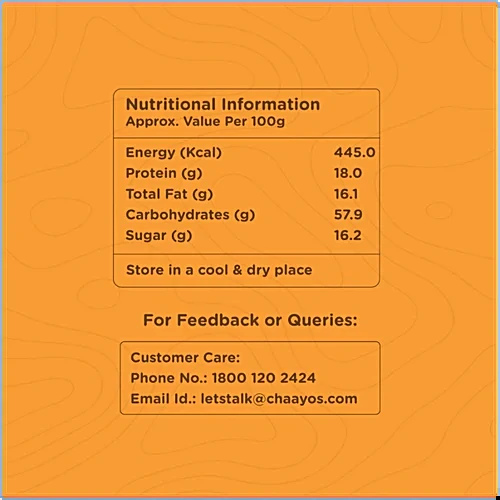 Nutritional Information
Approx. Value Per 100g
Energy (Kcal) 445.0
Protein (g) 18.0
Total Fat (g) 16.1
Carbohydrates (g) 57.9
Sugar (g) 16.2
Store in a cool & dry place
For Feedback or Queries:
Customer Care:
Phone No.: 1800 120 2424
Email Id.: letstalk@chaayos.com